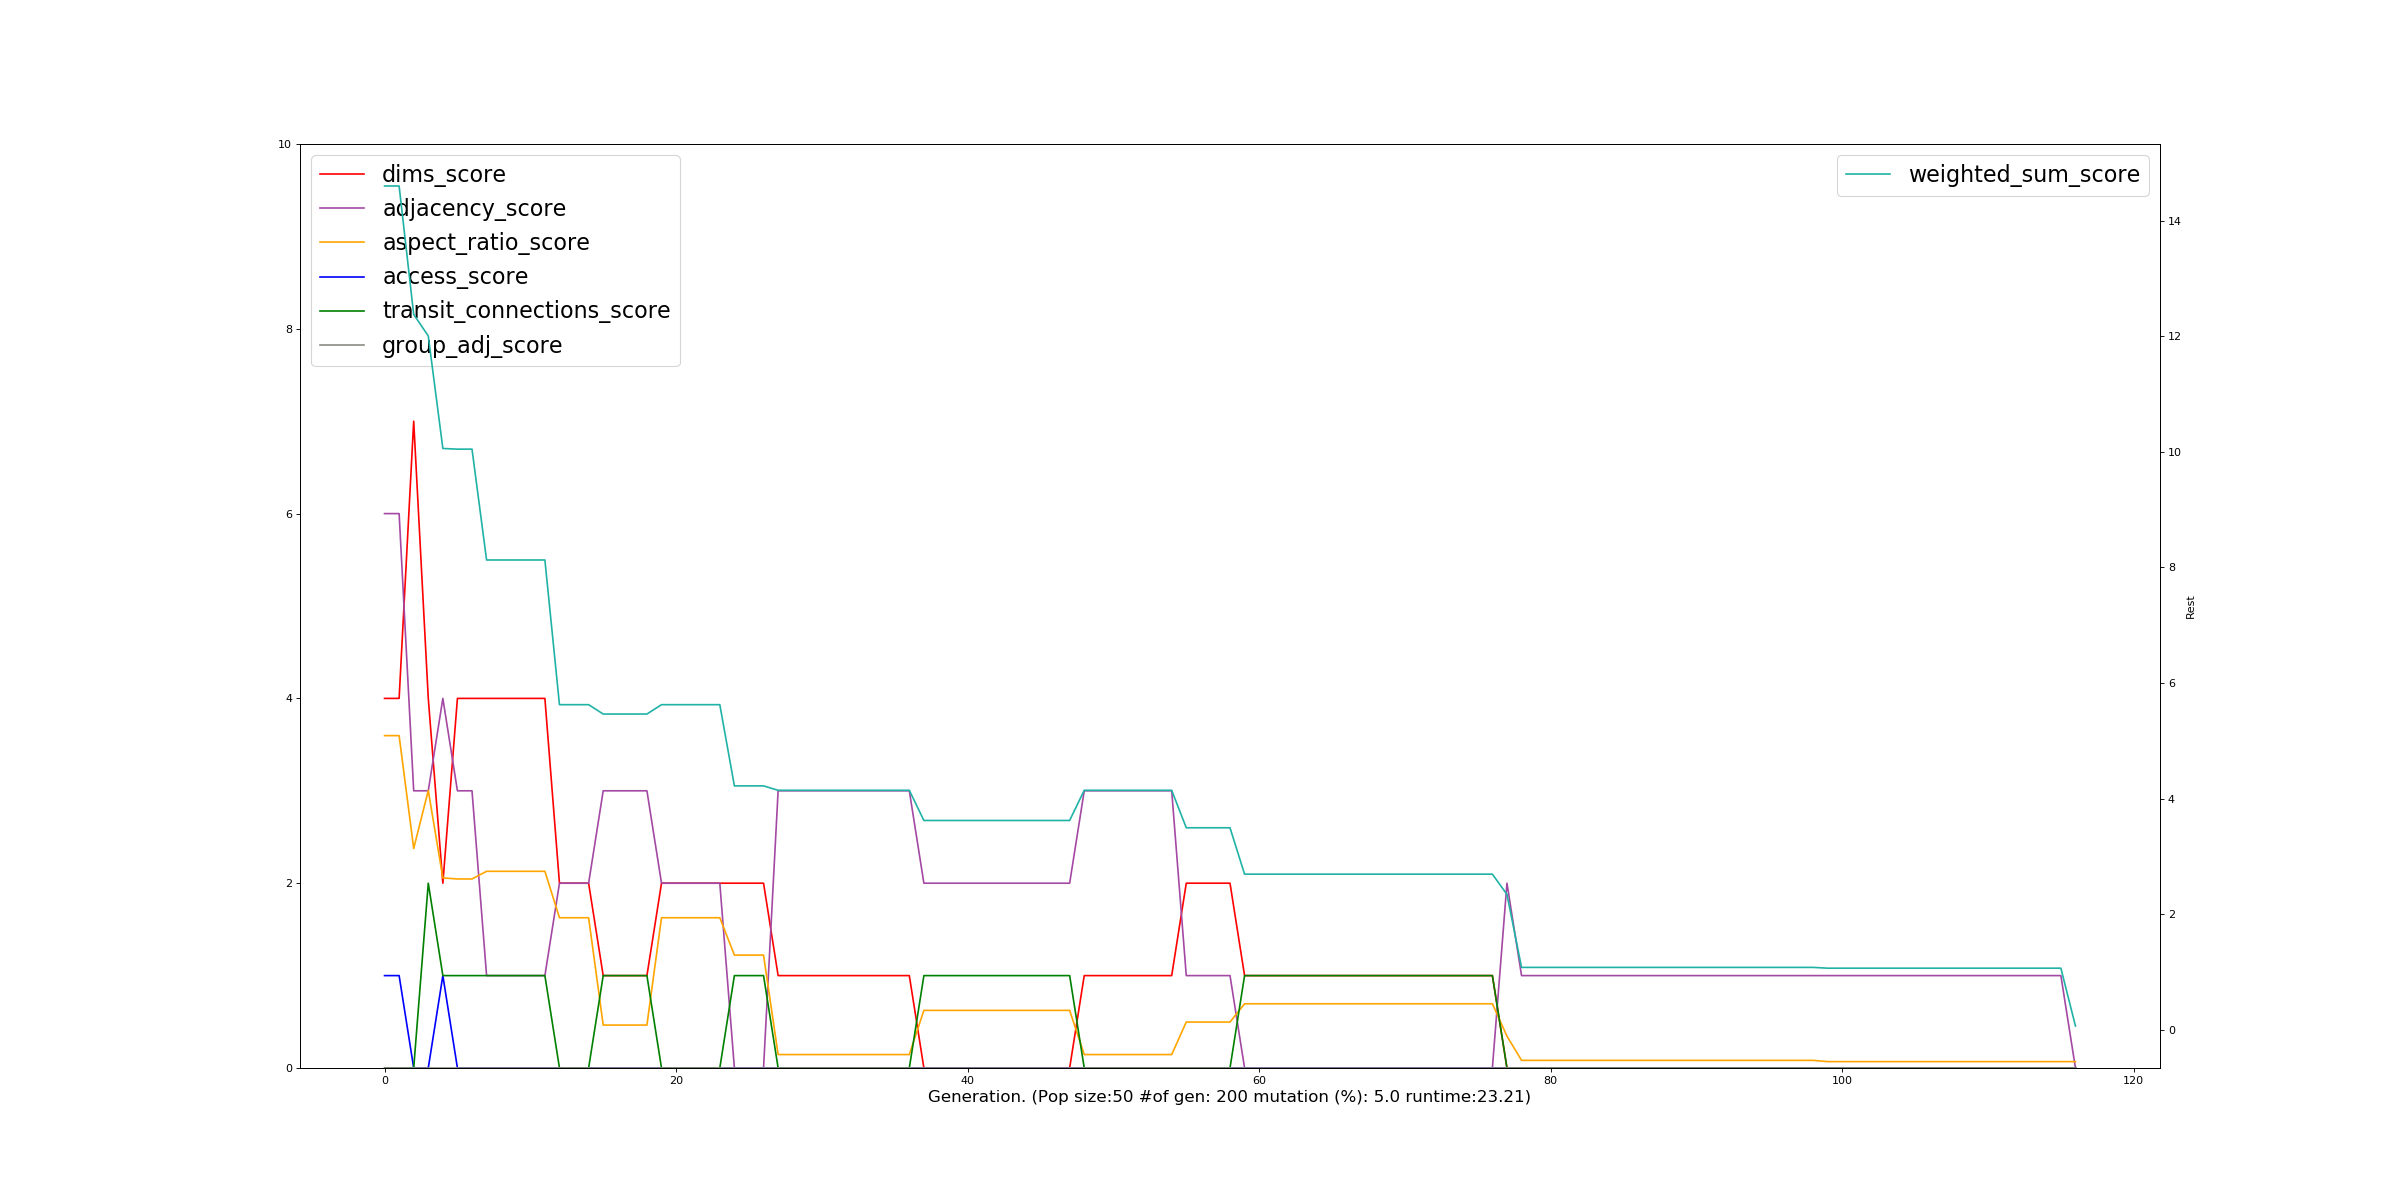 10
8
6
4
2
0
dims_score
adjacency_score
aspect_ratio_score
access_score
transit_connections_score
group_adj_score
weighted_sum_score
14
12
10
8
6
4
2
0
Rest
0 20 40 60 80 100 120
Generation. (Pop size:50 #of gen: 200 mutation (%): 5.0 runtime:23.21)